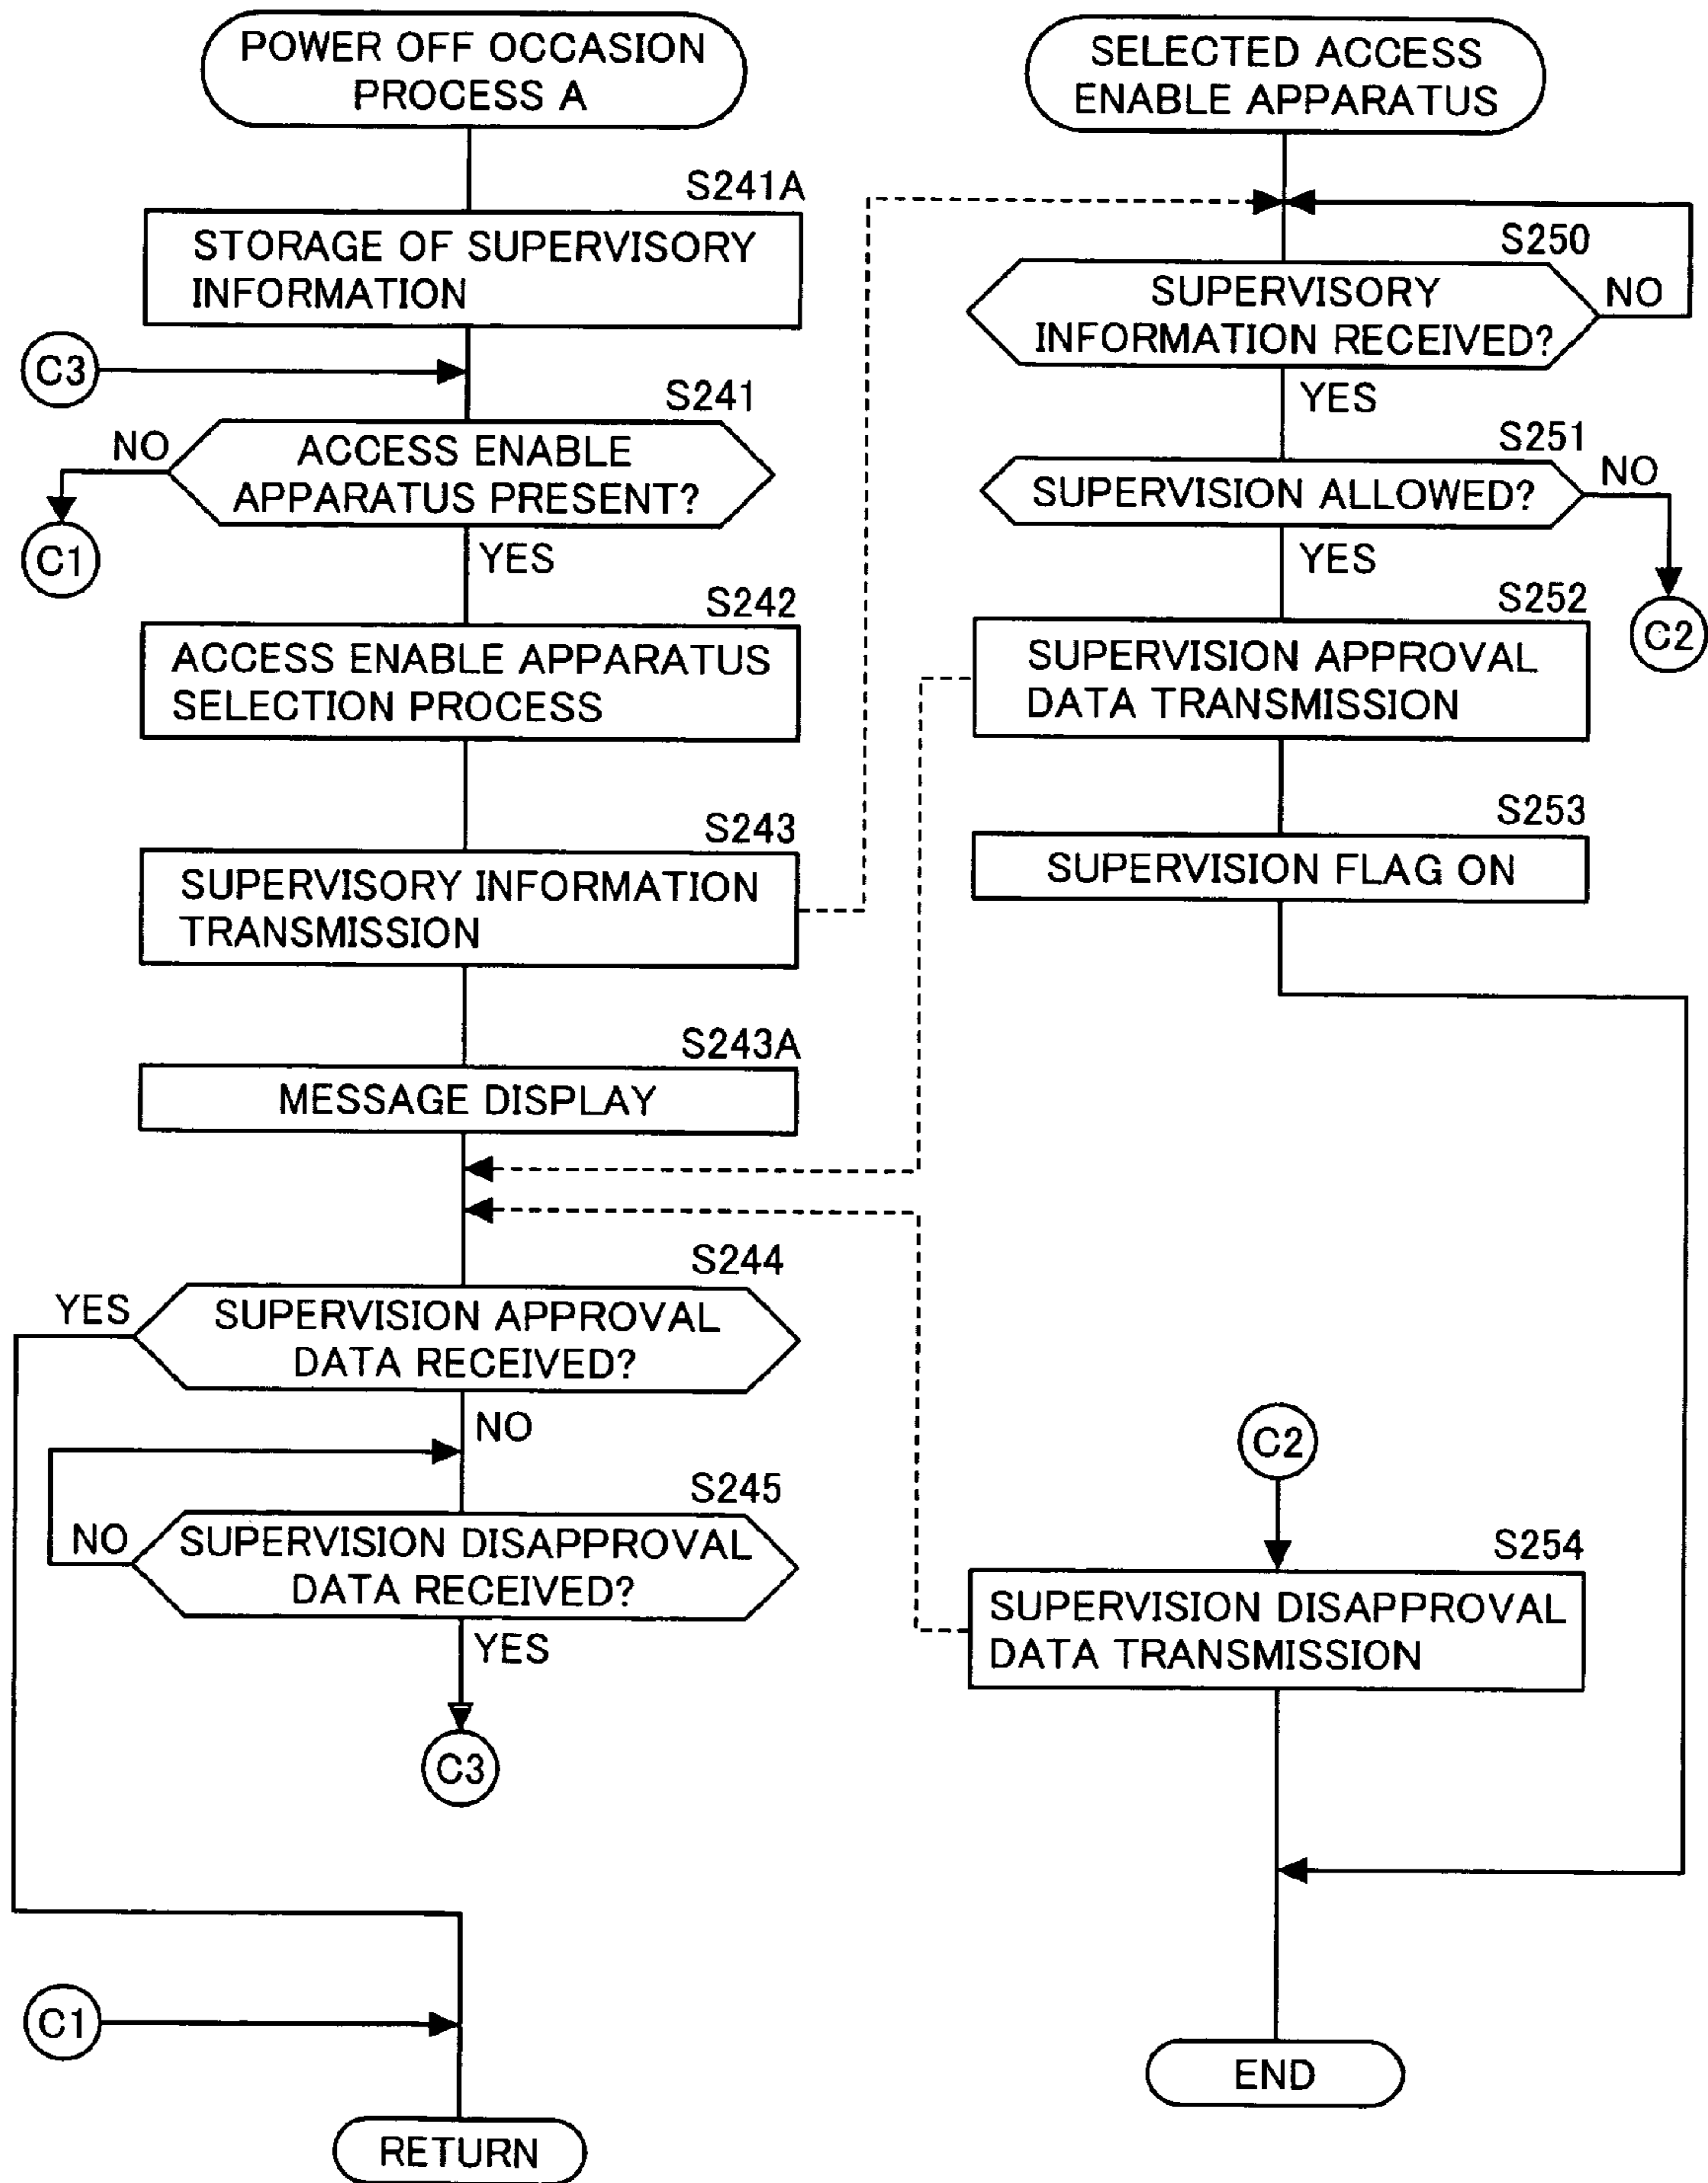 POWER OFF OCCASION
PROCESS A
S241A
STORAGE OF SUPERVISORY
INFORMATION
C3
S241
NO
ACCESS ENABLE
APPARATUS PRESENT?
C1
YES
S242
ACCESS ENABLE APPARATUS
SELECTION PROCESS
S243
SUPERVISORY INFORMATION
TRANSMISSION
S243A
MESSAGE DISPLAY
S244
YES
SUPERVISION APPROVAL
DATA RECEIVED?
NO
S245
NO
SUPERVISION DISAPPROVAL
DATA RECEIVED?
YES
C3
C1
RETURN
SELECTED ACCESS
ENABLE APPARATUS
S250
SUPERVISORY
INFORMATION RECEIVED?
NO
YES
S251
SUPERVISION ALLOWED?
NO
YES
C2
S252
SUPERVISION APPROVAL
DATA TRANSMISSION
S253
SUPERVISION FLAG ON
C2
S254
SUPERVISION DISAPPROVAL
DATA TRANSMISSION
END